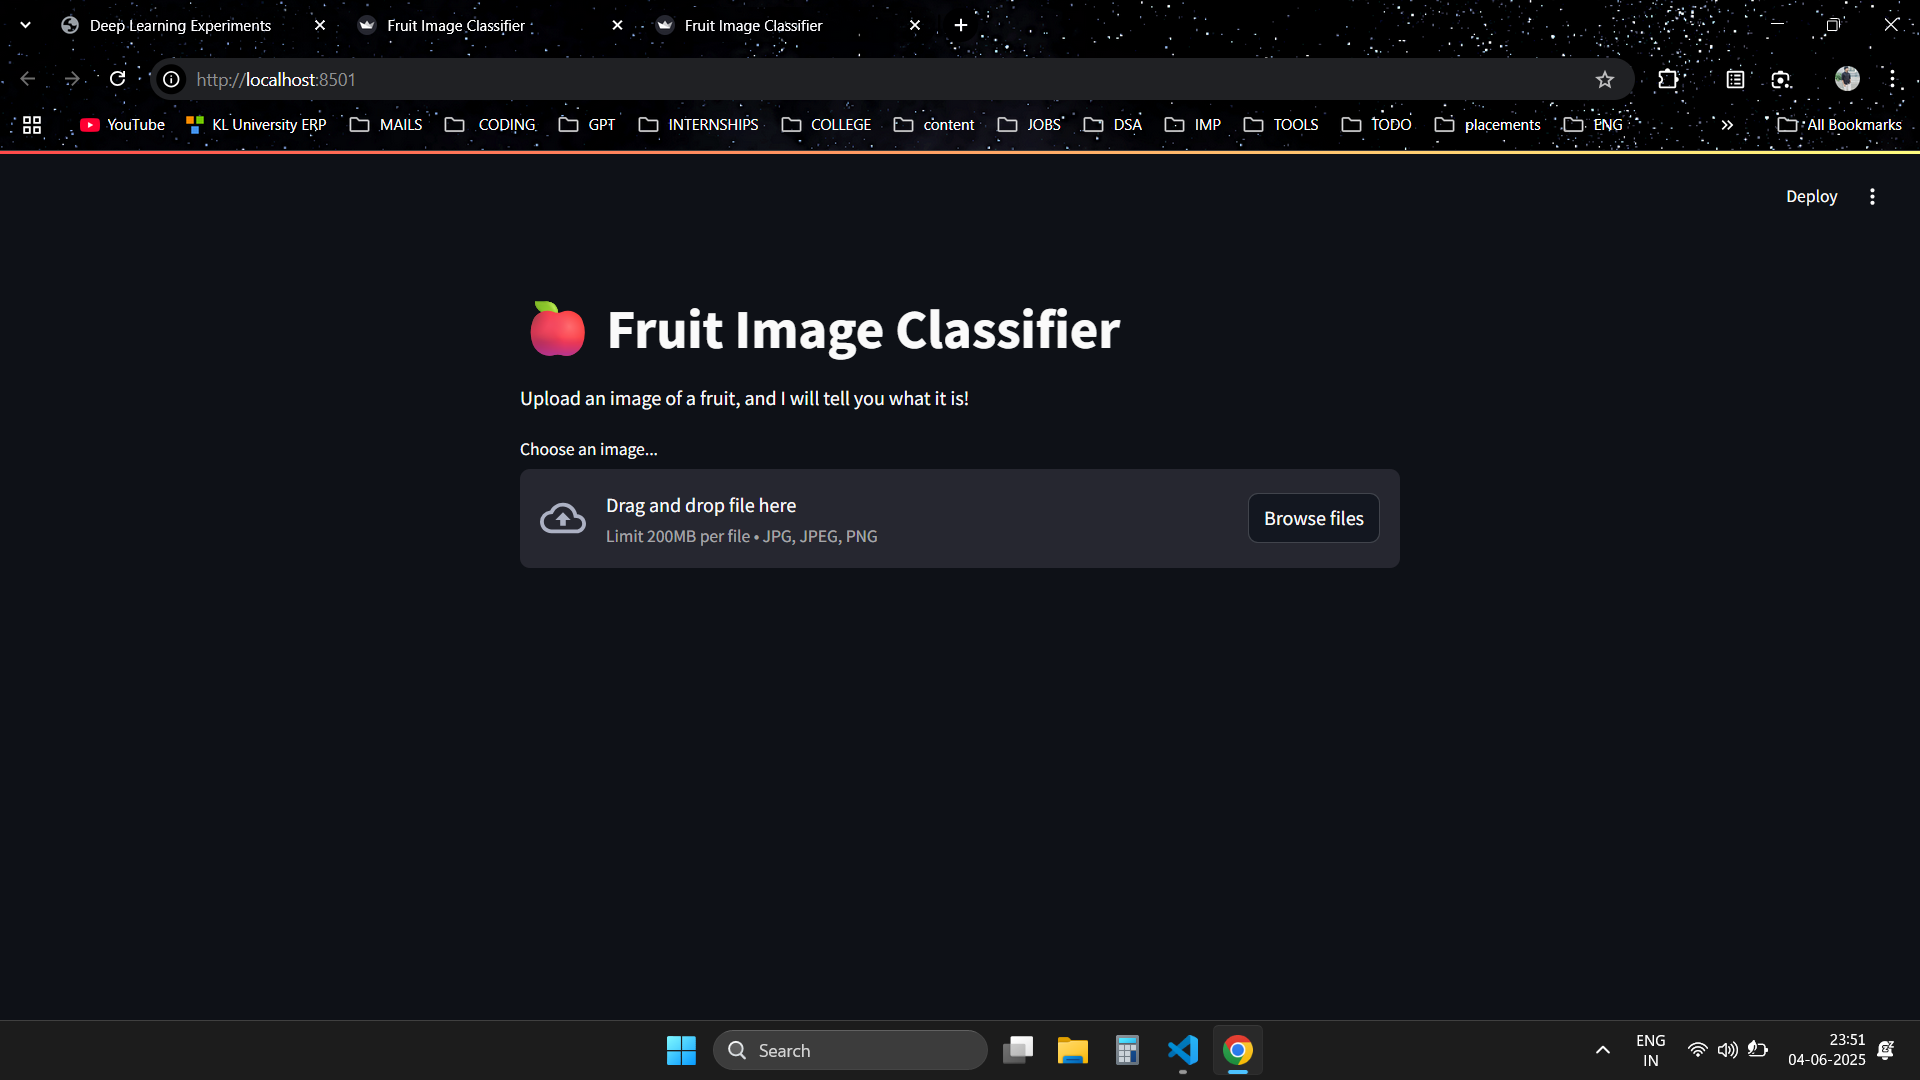 Deep Learning Experiments
Fruit Image Classifier
Fruit Image Classifier
http://localhost:8501
YouTube
KL University ERP
MAILS
CODING
GPT
INTERNSHIPS
COLLEGE
content
JOBS
DSA
IMP
TOOLS
TODO
placements
ENG
All Bookmarks
Deploy
Fruit Image Classifier
Upload an image of a fruit, and I will tell you what it is!
Choose an image...
Drag and drop file here
Limit 200MB per file • JPG, JPEG, PNG
Browse files
Search
ENG
IN
23:51
04-06-2025